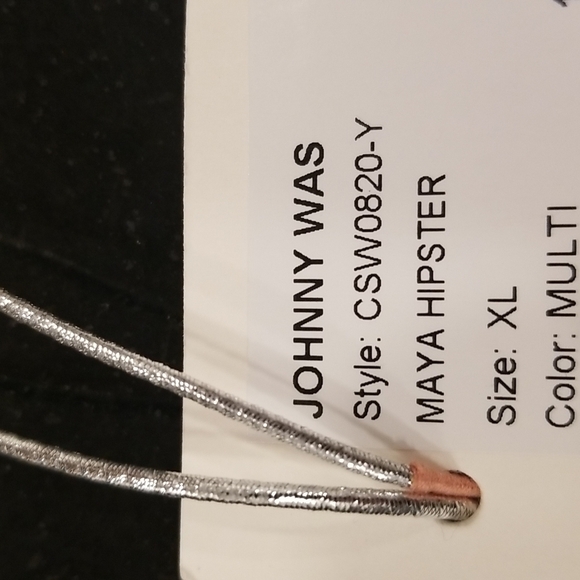 JOHNNY WAS
Style: CSW0820-Y
MAYA HIPSTER
Size: XL
Color: MULTI